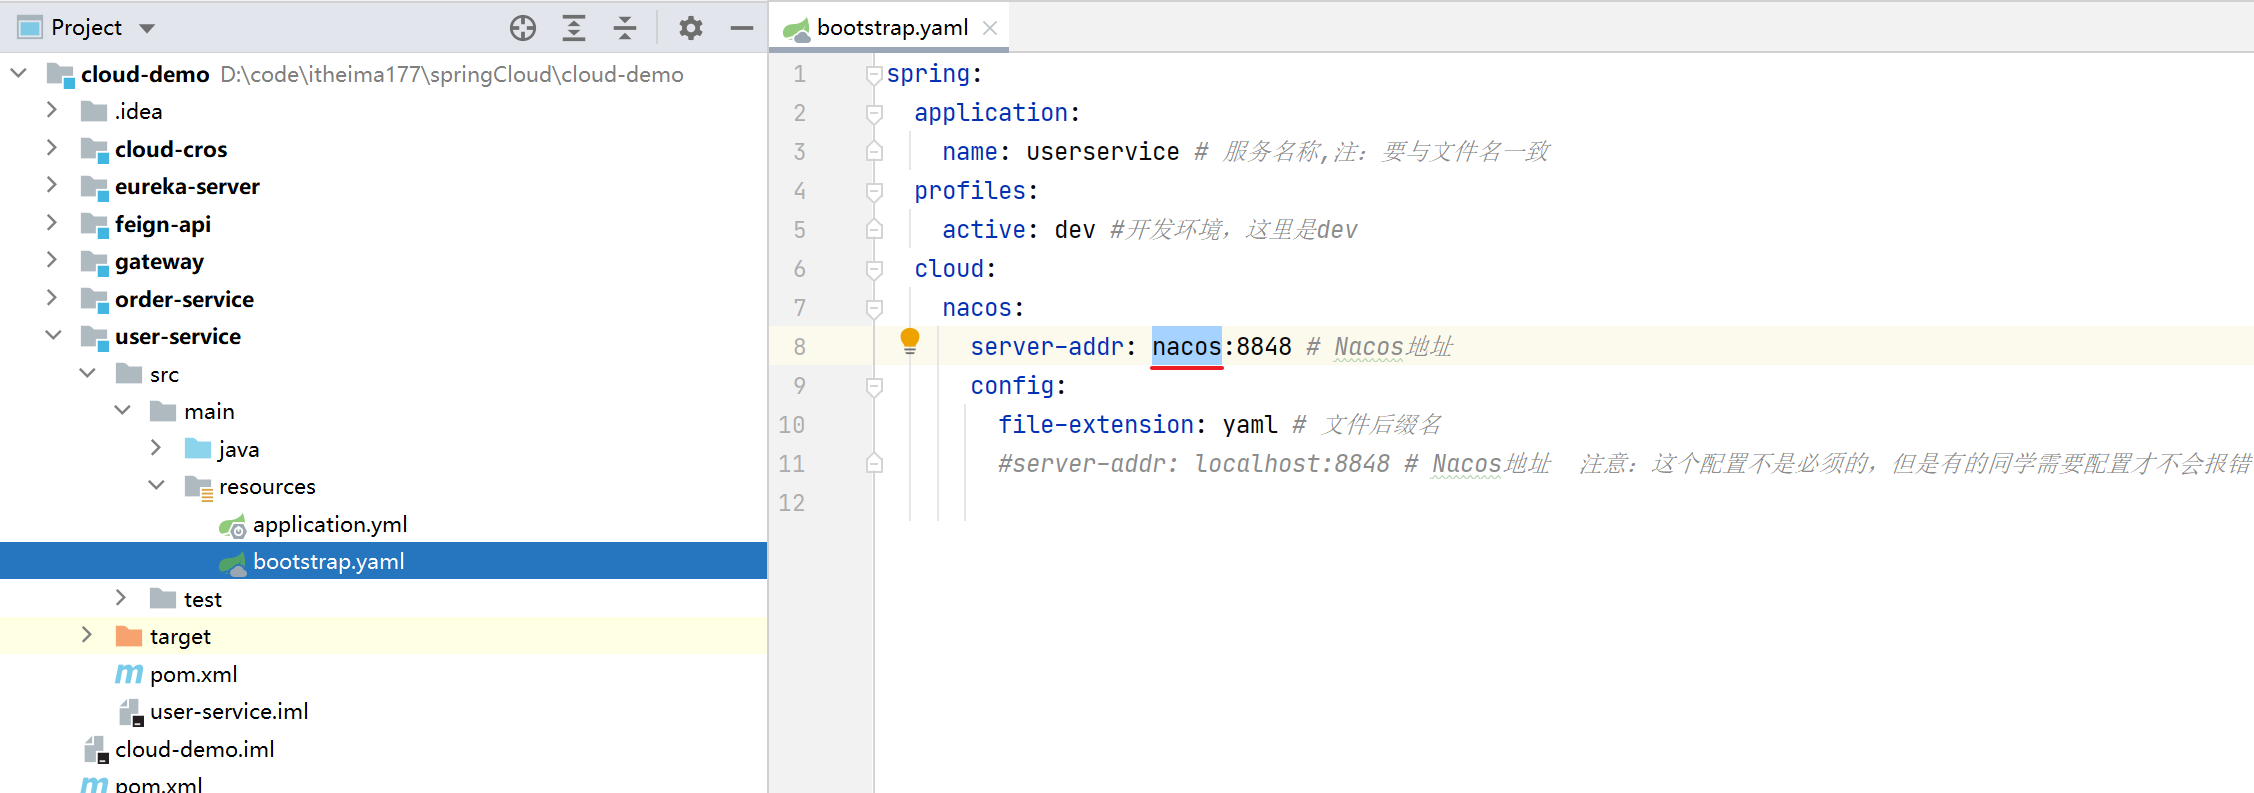 Project
cloud-demo D:\code\itheima177\springCloud\cloud-demo
.idea
cloud-cros
eureka-server
feign-api
gateway
order-service
user-service
src
main
java
resources
application.yml
bootstrap.yaml
test
target
pom.xml
user-service.iml
cloud-demo.iml
pom.xml
bootstrap.yaml
1 spring:
2 application:
3 name: userservice # 服务名称,注：要与文件名一致
4 profiles:
5 active: dev #开发环境，这里是dev
6 cloud:
7 nacos:
8 server-addr: nacos:8848 # Nacos地址
9 config:
10 file-extension: yaml # 文件后缀名
11 #server-addr: localhost:8848 # Nacos地址 注意：这个配置不是必须的，但是有的同学需要配置才不会报错
12